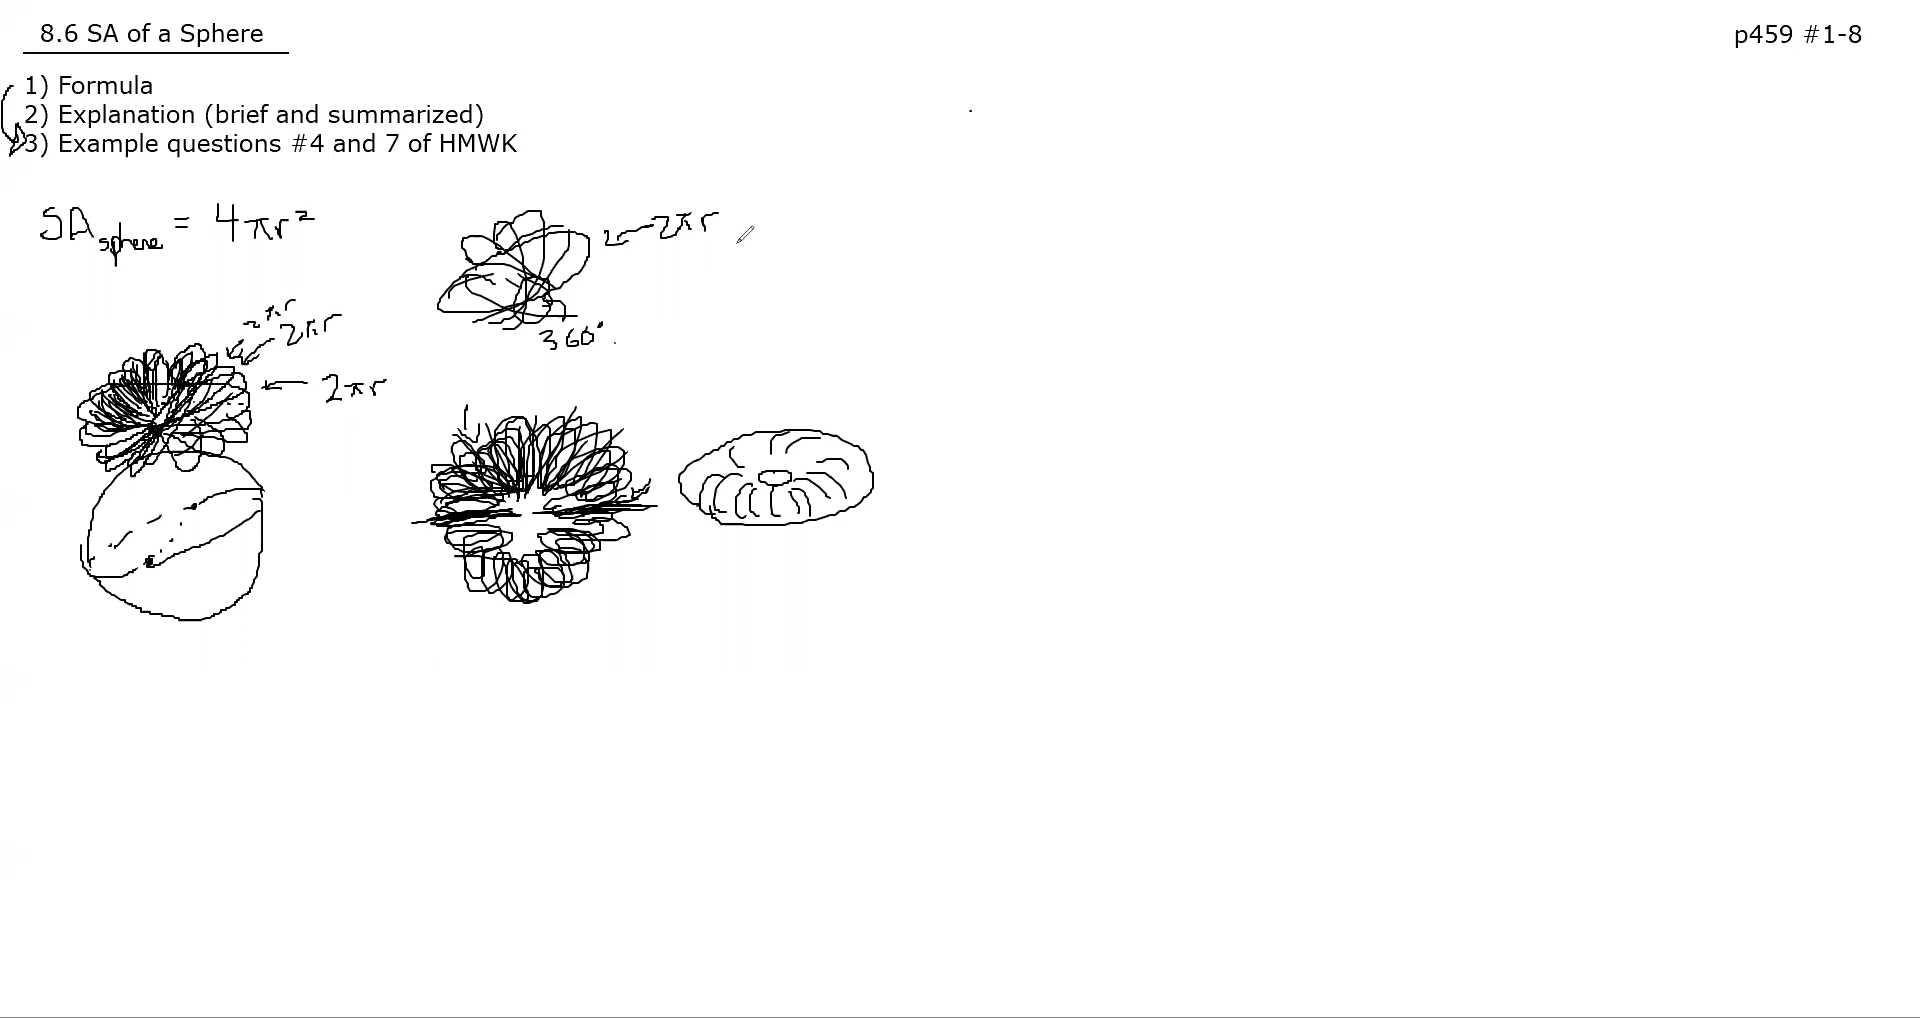 8.6 SA of a Sphere
p459 #1-8
1) Formula
2) Explanation (brief and summarized)
3) Example questions #4 and 7 of HMWK
SA sphere = 4πr²
2πr
360°
2πr
2πr
2πr